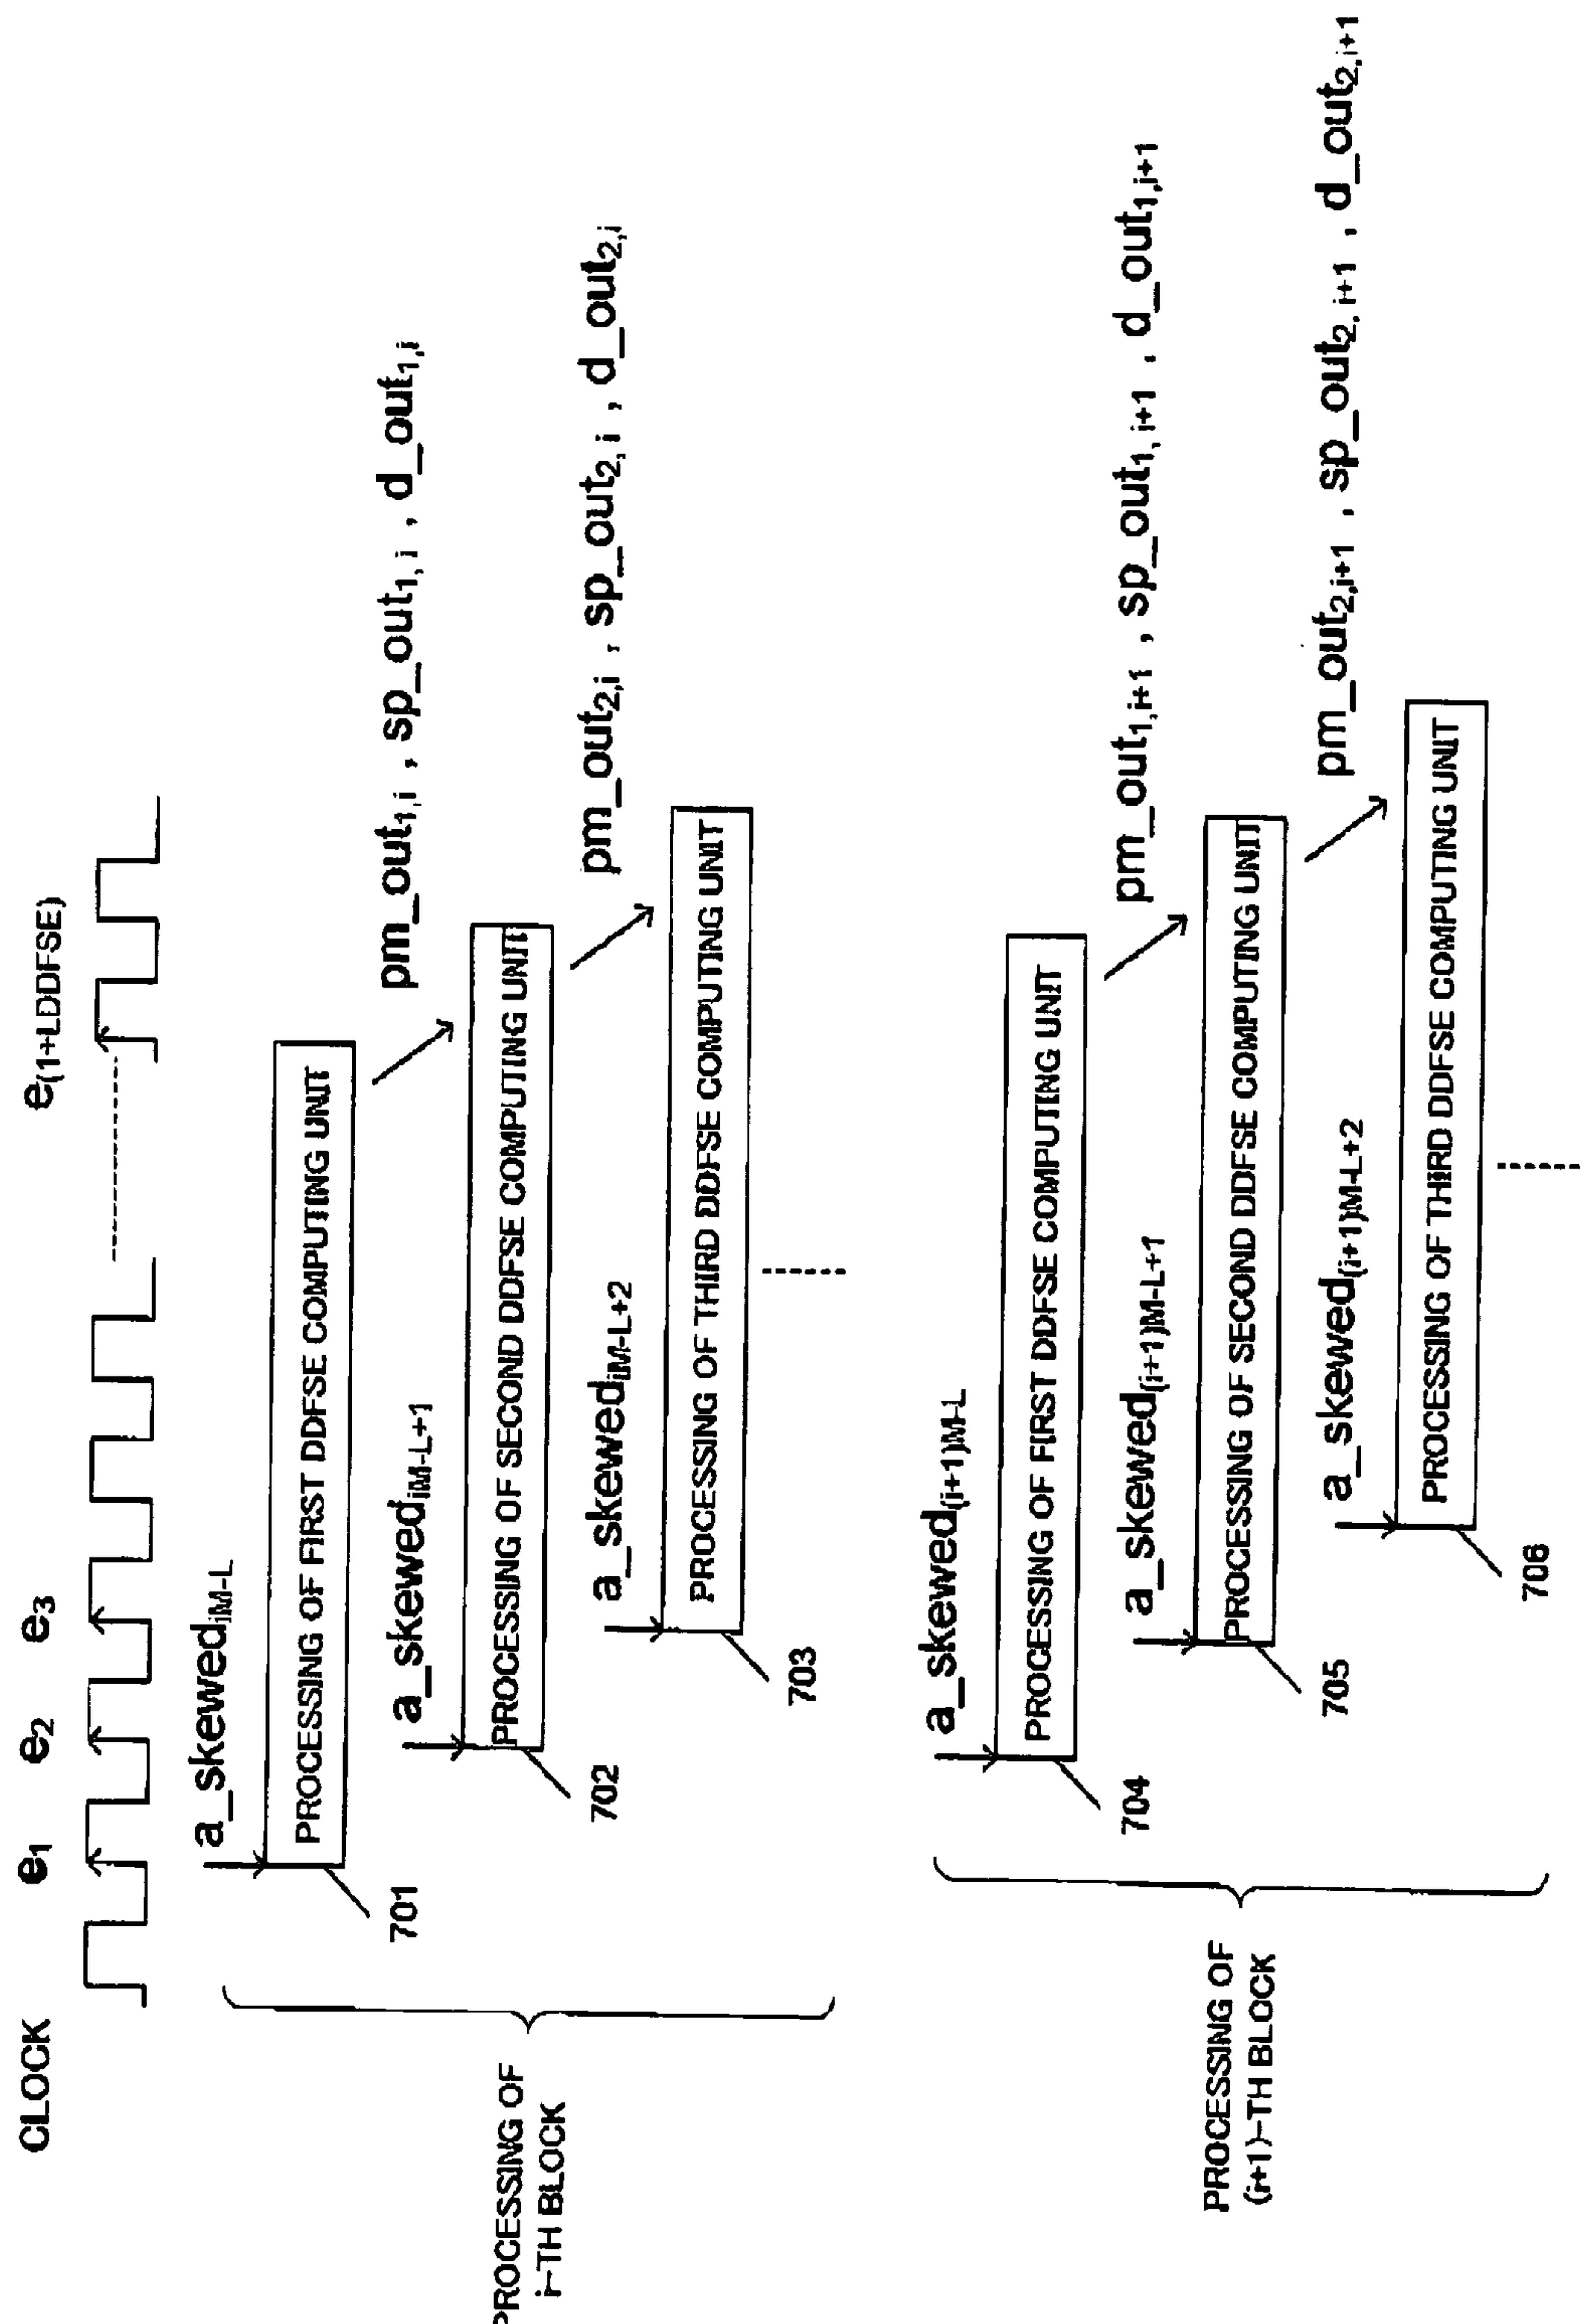 CLOCK e1 e2 e3 e(1+LDDFSE)
a_skewediM-L
PROCESSING OF FIRST DDFSE COMPUTING UNIT
701
pm_out1,i , sp_out1,i , d_out1,i
a_skewediM-L+1
PROCESSING OF SECOND DDFSE COMPUTING UNIT
702
pm_out2,i , sp_out2,i , d_out2,i
a_skewediM-L+2
PROCESSING OF THIRD DDFSE COMPUTING UNIT
703
PROCESSING OF
i-TH BLOCK
a_skewed(i+1)M-L
PROCESSING OF FIRST DDFSE COMPUTING UNIT
704
pm_out1,i+1 , sp_out1,i+1 , d_out1,i+1
a_skewed(i+1)M-L+1
PROCESSING OF SECOND DDFSE COMPUTING UNIT
705
pm_out2,i+1 , sp_out2,i+1 , d_out2,i+1
a_skewed(i+1)M-L+2
PROCESSING OF THIRD DDFSE COMPUTING UNIT
706
PROCESSING OF
(i+1)-TH BLOCK